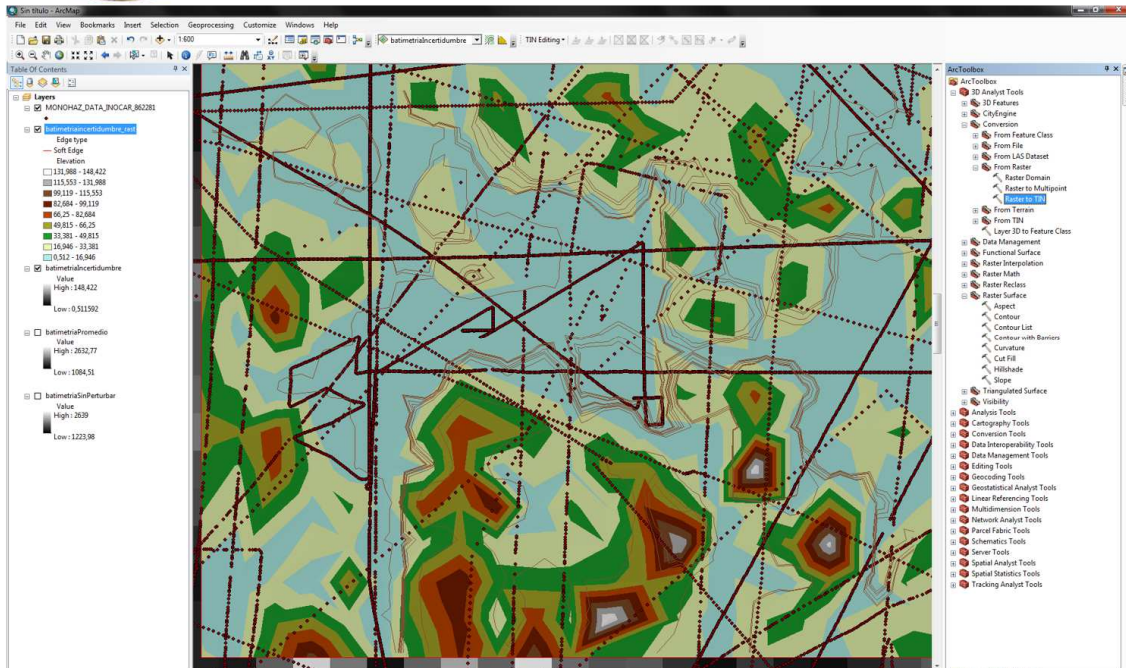 Sin título - ArcMap
File Edit View Bookmarks Insert Selection Geoprocessing Customize Windows Help
1:600
batimetriaIncertidumbre
TIN Editing
Table Of Contents
Layers
MONOHAZ_DATA_INOCAR_862281
batimetriaincertidumbre_rast
Edge type
Soft Edge
Elevation
131,988 - 148,422
115,553 - 131,988
99,119 - 115,553
82,684 - 99,119
66,25 - 82,684
49,815 - 66,25
33,381 - 49,815
16,946 - 33,381
0,512 - 16,946
batimetriaIncertidumbre
Value
High : 148,422
Low : 0,511592
batimetriaPromedio
Value
High : 2632,77
Low : 1084,51
batimetriaSinPerturbar
Value
High : 2639
Low : 1223,98
ArcToolbox
ArcToolbox
3D Analyst Tools
3D Features
CityEngine
Conversion
From Feature Class
From File
From LAS Dataset
From Raster
Raster Domain
Raster to Multipoint
Raster to TIN
From Terrain
From TIN
Layer 3D to Feature Class
Data Management
Functional Surface
Raster Interpolation
Raster Math
Raster Reclass
Raster Surface
Aspect
Contour
Contour List
Contour with Barriers
Curvature
Cut Fill
Hillshade
Slope
Triangulated Surface
Visibility
Analysis Tools
Cartography Tools
Conversion Tools
Data Interoperability Tools
Data Management Tools
Editing Tools
Geocoding Tools
Geostatistical Analyst Tools
Linear Referencing Tools
Multidimension Tools
Network Analyst Tools
Parcel Fabric Tools
Schematics Tools
Server Tools
Spatial Analyst Tools
Spatial Statistics Tools
Tracking Analyst Tools